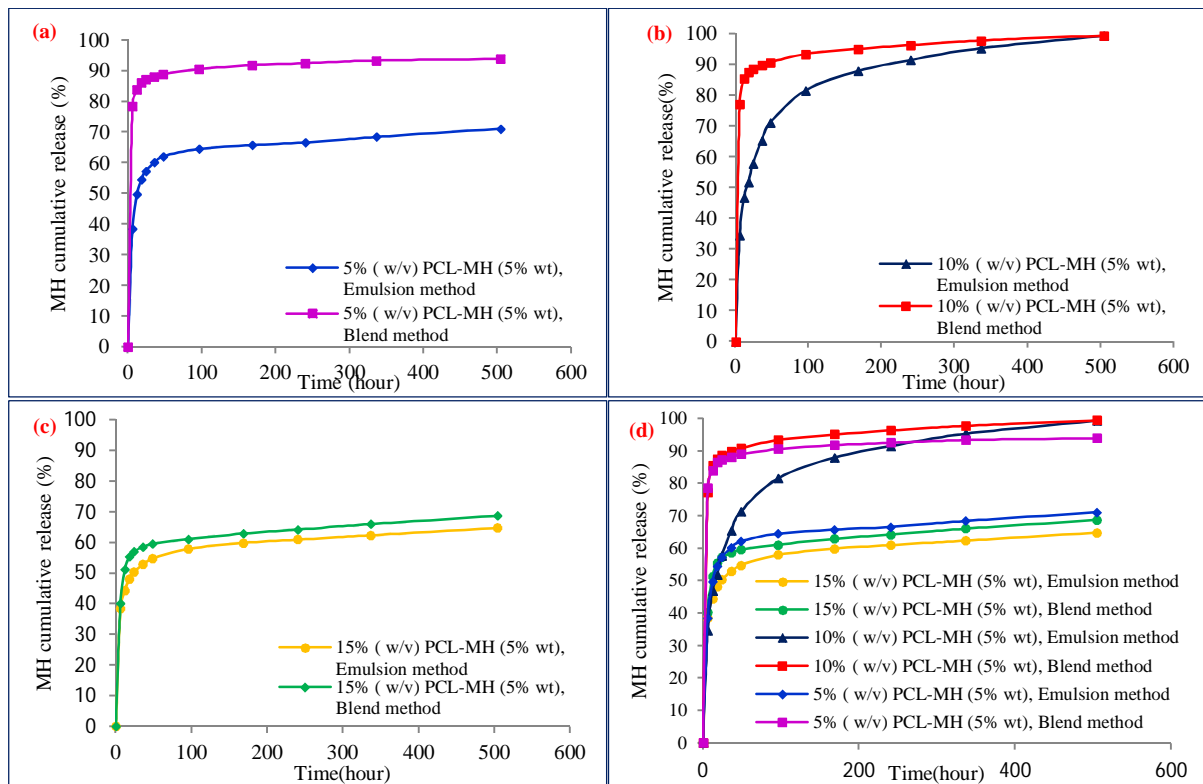 (a)
MH cumulative release (%)
100
90
80
70
60
50
40
30
20
10
0
0 100 200 300 400 500 600
Time (hour)
5% ( w/v) PCL-MH (5% wt),
Emulsion method
5% ( w/v) PCL-MH (5% wt),
Blend method
(b)
MH cumulative release(%)
100
90
80
70
60
50
40
30
20
10
0
0 100 200 300 400 500 600
Time (hour)
10% ( w/v) PCL-MH (5% wt),
Emulsion method
10% ( w/v) PCL-MH (5% wt),
Blend method
(c)
MH cumulative release (%)
100
90
80
70
60
50
40
30
20
10
0
0 100 200 300 400 500 600
Time(hour)
15% ( w/v) PCL-MH (5% wt),
Emulsion method
15% ( w/v) PCL-MH (5% wt),
Blend method
(d)
MH cumulative release (%)
100
90
80
70
60
50
40
30
20
10
0
0 200 400 600
Time (hour)
15% ( w/v) PCL-MH (5% wt), Emulsion method
15% ( w/v) PCL-MH (5% wt), Blend method
10% ( w/v) PCL-MH (5% wt), Emulsion method
10% ( w/v) PCL-MH (5% wt), Blend method
5% ( w/v) PCL-MH (5% wt), Emulsion method
5% ( w/v) PCL-MH (5% wt), Blend method